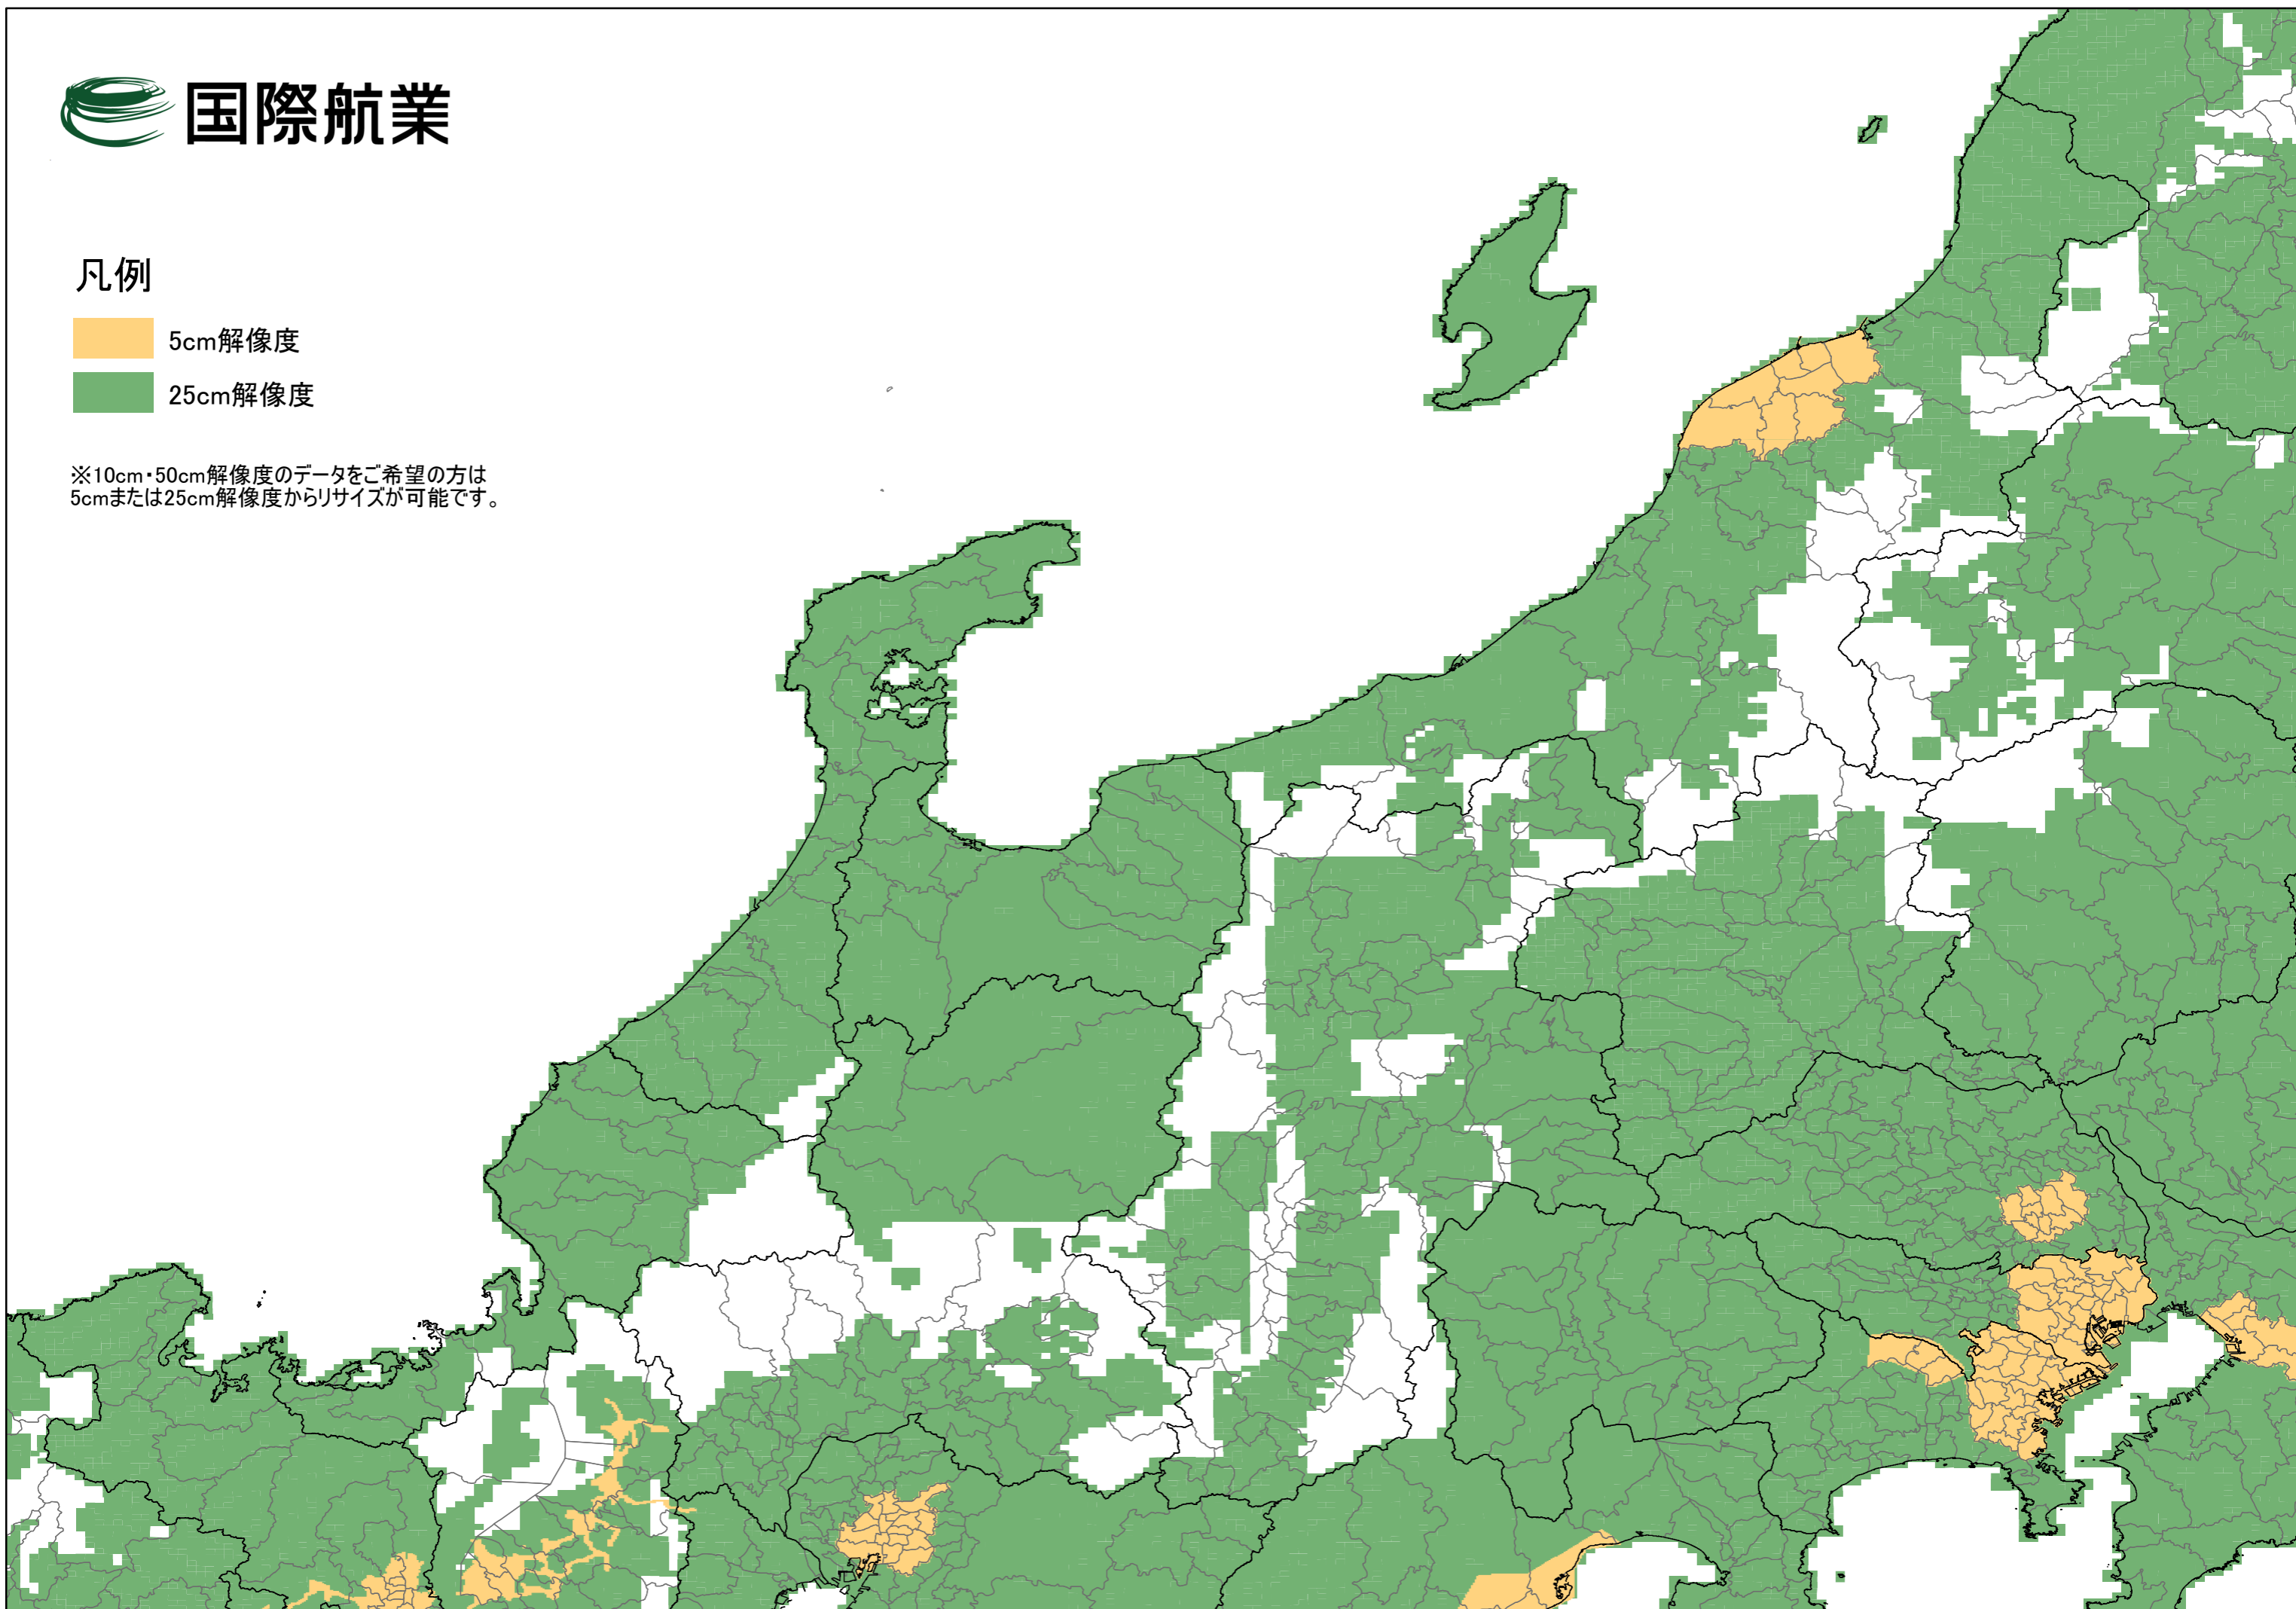 国際航業
凡例
5cm解像度
25cm解像度
※10cm・50cm解像度のデータをご希望の方は
5cmまたは25cm解像度からリサイズが可能です。